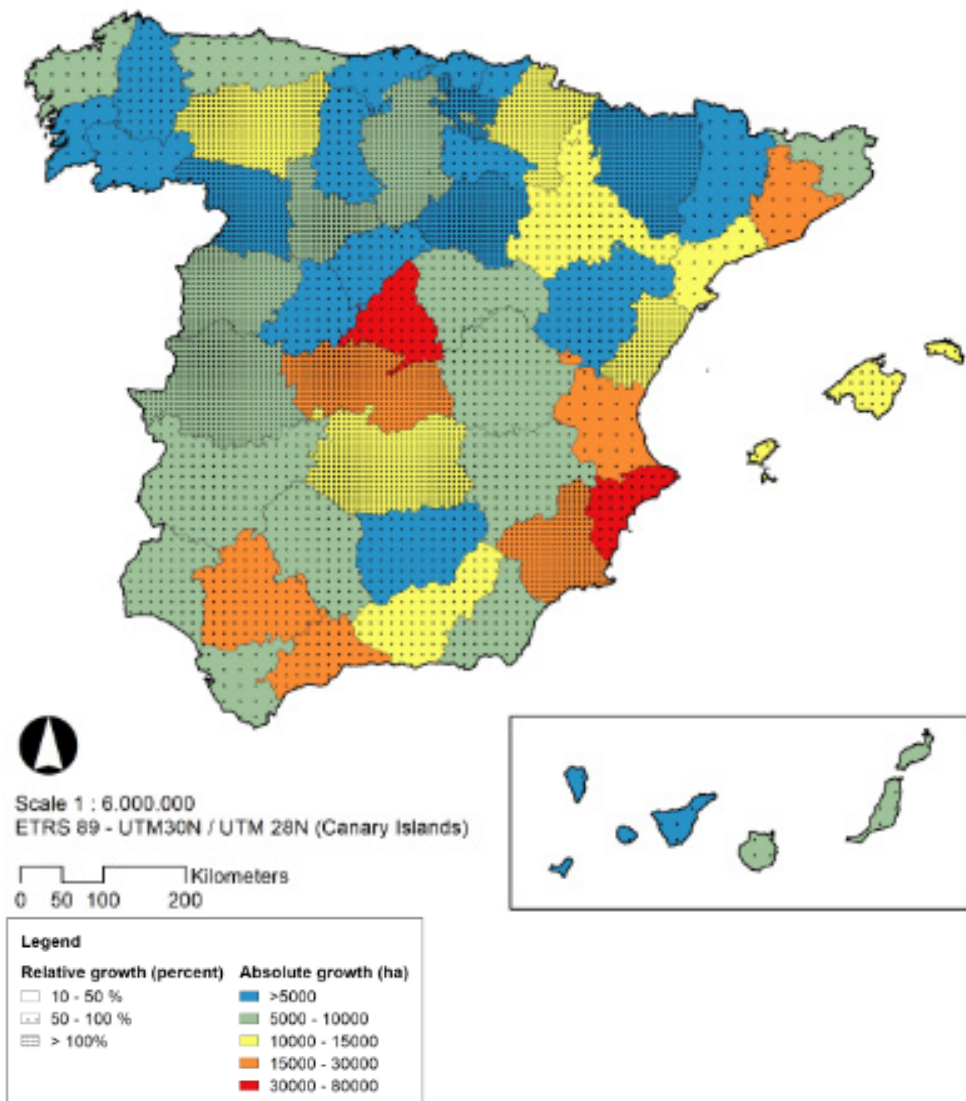 Scale 1 : 6.000.000
ETRS 89 - UTM30N / UTM 28N (Canary Islands)
Kilometers
0 50 100 200
Legend
Relative growth (percent) Absolute growth (ha)
10 - 50 % >5000
50 - 100 % 5000 - 10000
> 100% 10000 - 15000
15000 - 30000
30000 - 80000